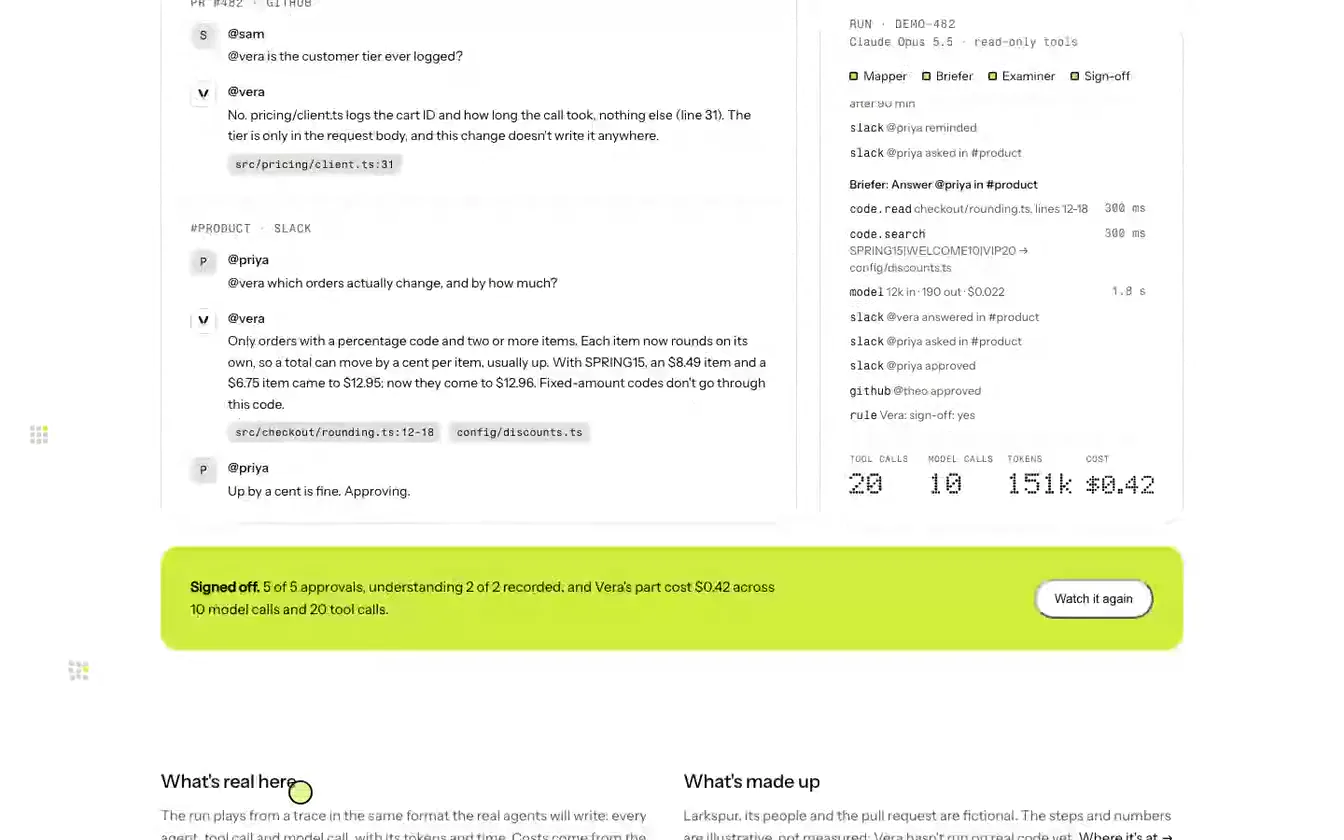 PR #482 · GITHUB
S
@sam
@vera is the customer tier ever logged?
@vera
No. pricing/client.ts logs the cart ID and how long the call took, nothing else (line 31). The
tier is only in the request body, and this change doesn't write it anywhere.
src/pricing/client.ts:31
#PRODUCT · SLACK
P
@priya
@vera which orders actually change, and by how much?
@vera
Only orders with a percentage code and two or more items. Each item now rounds on its
own, so a total can move by a cent per item, usually up. With SPRING15, an $8.49 item and a
$6.75 item came to $12.95; now they come to $12.96. Fixed-amount codes don't go through
this code.
src/checkout/rounding.ts:12-18 config/discounts.ts
P
@priya
Up by a cent is fine. Approving.
RUN · DEMO-482
Claude Opus 5.5 · read-only tools
Mapper Briefer Examiner Sign-off
after 90 min
slack @priya reminded
slack @priya asked in #product
Briefer: Answer @priya in #product
code.read checkout/rounding.ts, lines 12-18 300 ms
code.search 300 ms
SPRING15|WELCOME10|VIP20 →
config/discounts.ts
model 12k in · 190 out · $0.022 1.8 s
slack @vera answered in #product
slack @priya asked in #product
slack @priya approved
github @theo approved
rule Vera: sign-off: yes
TOOL CALLS MODEL CALLS TOKENS COST
20 10 151k $0.42
Signed off. 5 of 5 approvals, understanding 2 of 2 recorded, and Vera's part cost $0.42 across
10 model calls and 20 tool calls.
Watch it again
What's real here
The run plays from a trace in the same format the real agents will write: every
agent, tool call and model call, with its tokens and time. Costs come from the
What's made up
Larkspur, its people and the pull request are fictional. The steps and numbers
are illustrative, not measured: Vera hasn't run on real code yet. Where it's at →